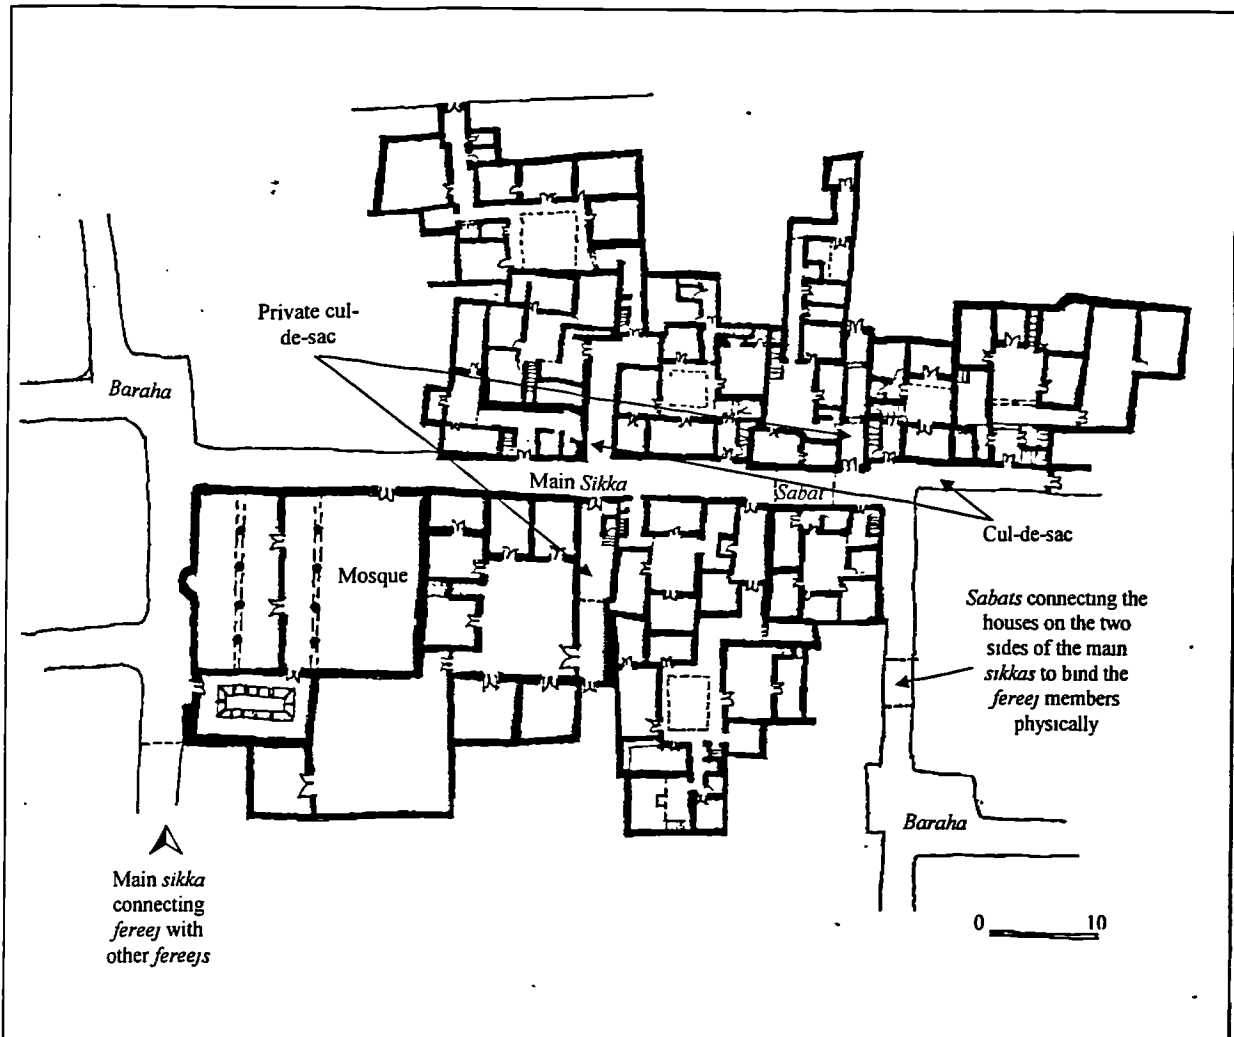 Private cul-
de-sac
Baraha
Main Sikka
Sabat
Cul-de-sac
Mosque
Sabats connecting the
houses on the two
sides of the main
sikkas to bind the
fereej members
physically
Baraha
Main sikka
connecting
fereej with
other fereejs
0 10